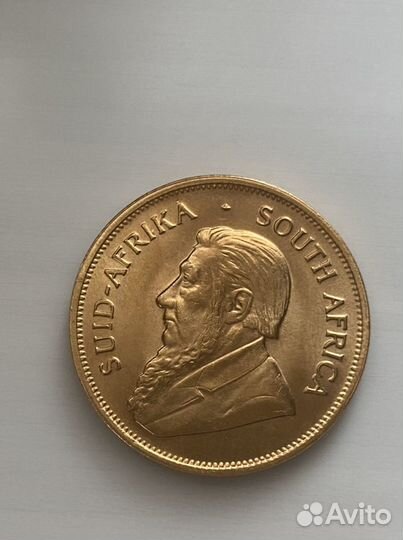 SUID-AFRIKA · SOUTH AFRICA
Avito